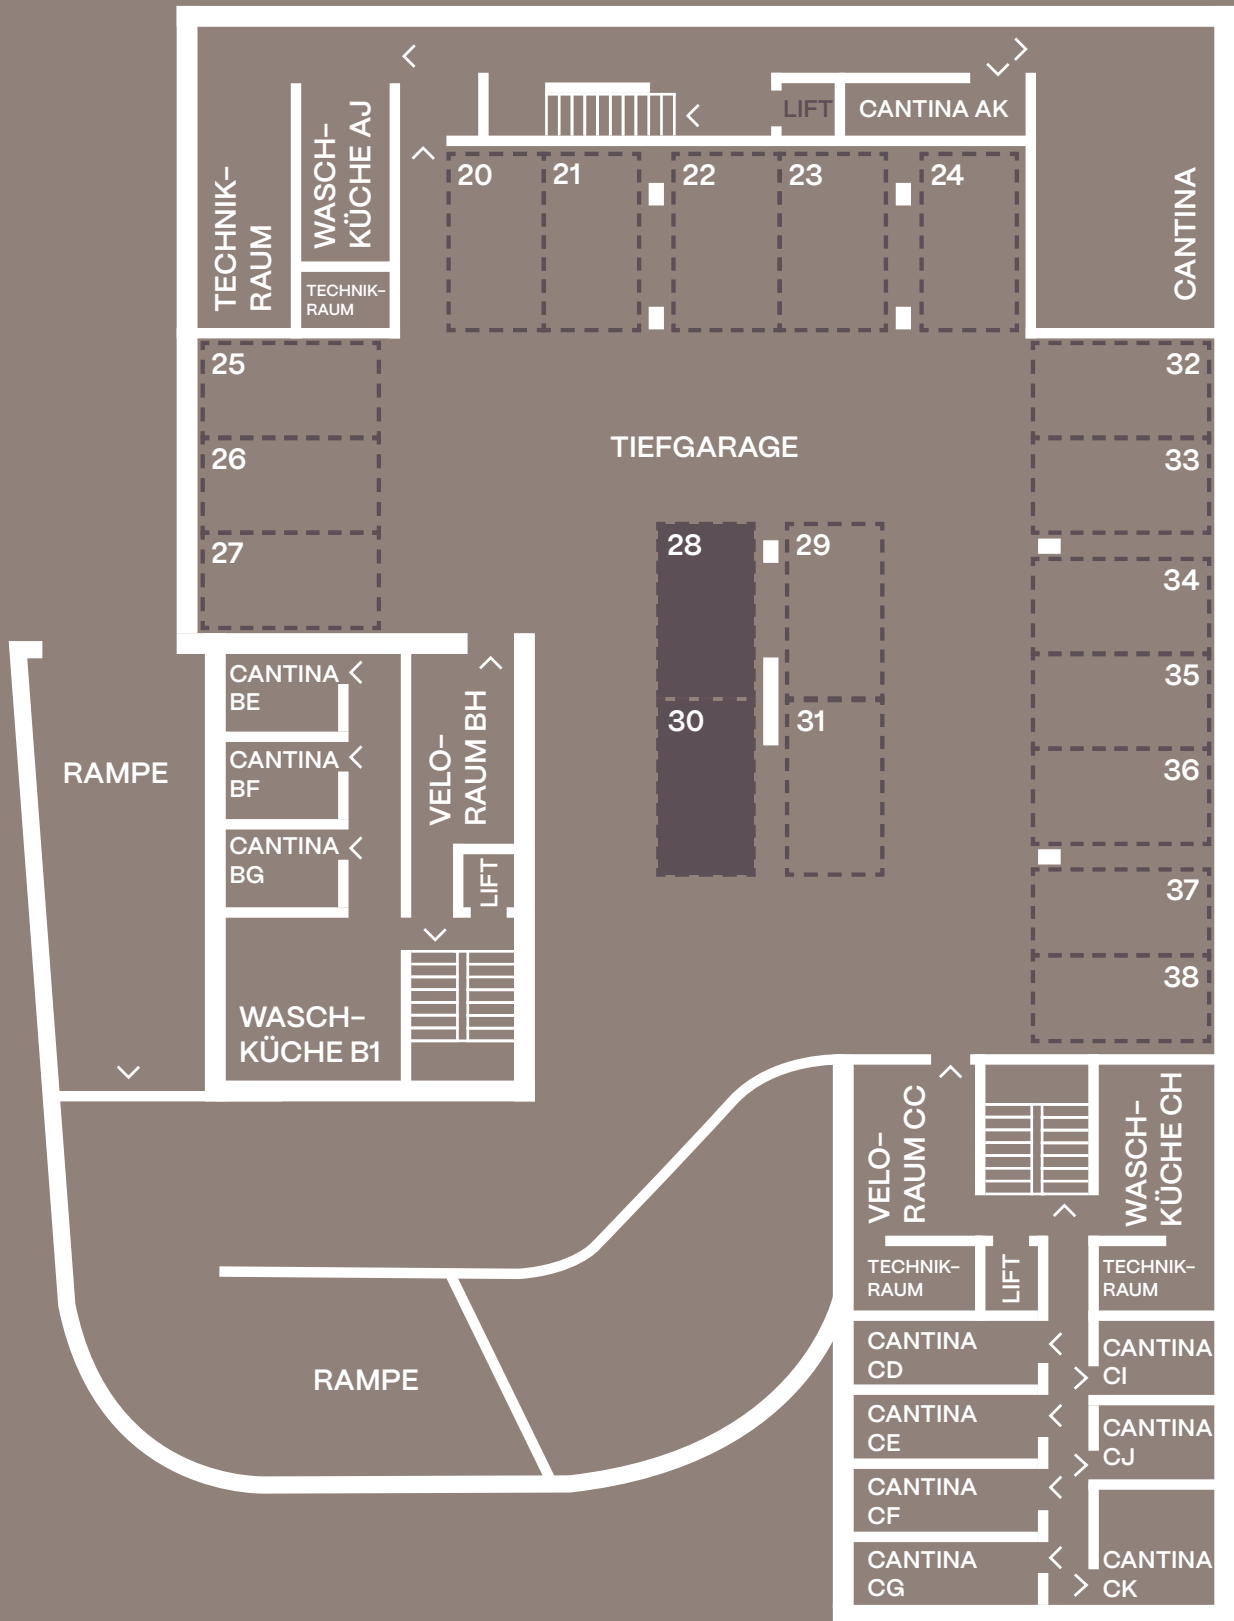 LIFT
CANTINA AK
WASCH–
KÜCHE AJ
TECHNIK–
RAUM
TECHNIK–
RAUM
CANTINA
20
21
22
23
24
25
26
27
TIEFGARAGE
32
33
28
29
34
30
31
35
36
37
38
CANTINA
BE
CANTINA
BF
CANTINA
BG
VELO–
RAUM BH
LIFT
RAMPE
WASCH–
KÜCHE B1
VELO–
RAUM CC
WASCH–
KÜCHE CH
TECHNIK–
RAUM
LIFT
TECHNIK–
RAUM
RAMPE
CANTINA
CD
CANTINA
CI
CANTINA
CE
CANTINA
CJ
CANTINA
CF
CANTINA
CG
CANTINA
CK